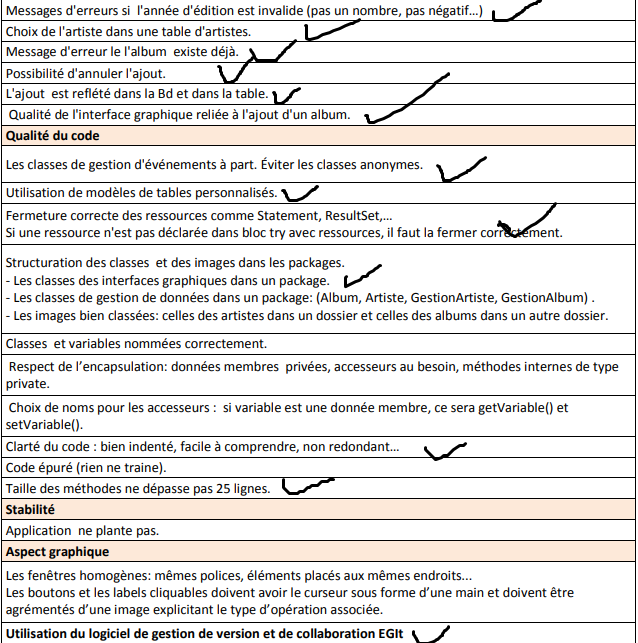 Messages d'erreurs si l'année d'édition est invalide (pas un nombre, pas négatif…)
Choix de l'artiste dans une table d'artistes.
Message d'erreur le l'album existe déjà.
Possibilité d'annuler l'ajout.
L'ajout est reflété dans la Bd et dans la table.
Qualité de l'interface graphique reliée à l'ajout d'un album.
Qualité du code
Les classes de gestion d'événements à part. Éviter les classes anonymes.
Utilisation de modèles de tables personnalisés.
Fermeture correcte des ressources comme Statement, ResultSet,…
Si une ressource n'est pas déclarée dans bloc try avec ressources, il faut la fermer correctement.
Structuration des classes et des images dans les packages.
- Les classes des interfaces graphiques dans un package.
- Les classes de gestion de données dans un package: (Album, Artiste, GestionArtiste, GestionAlbum) .
- Les images bien classées: celles des artistes dans un dossier et celles des albums dans un autre dossier.
Classes et variables nommées correctement.
Respect de l'encapsulation: données membres privées, accesseurs au besoin, méthodes internes de type
private.
Choix de noms pour les accesseurs : si variable est une donnée membre, ce sera getVariable() et
setVariable().
Clarté du code : bien indenté, facile à comprendre, non redondant…
Code épuré (rien ne traine).
Taille des méthodes ne dépasse pas 25 lignes.
Stabilité
Application ne plante pas.
Aspect graphique
Les fenêtres homogènes: mêmes polices, éléments placés aux mêmes endroits...
Les boutons et les labels cliquables doivent avoir le curseur sous forme d'une main et doivent être
agrémentés d'une image explicitant le type d'opération associée.
Utilisation du logiciel de gestion de version et de collaboration EGIt